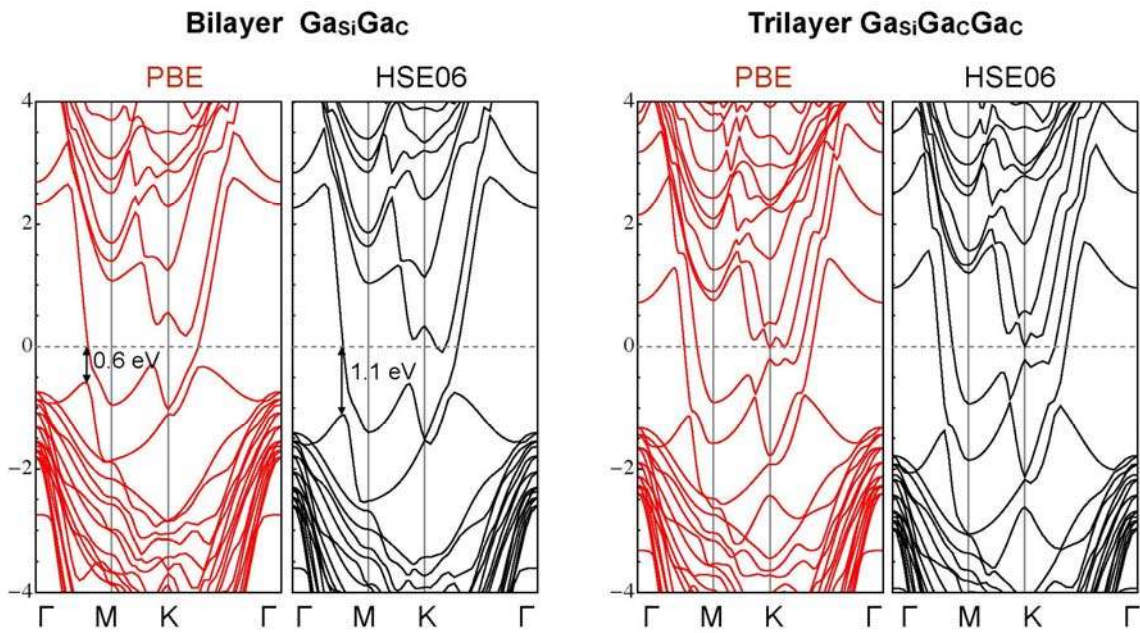 Bilayer GaSiGaC
Trilayer GaSiGaCGaC
PBE
HSE06
PBE
HSE06
4
2
0
−2
−4
0.6 eV
1.1 eV
4
2
0
−2
−4
Γ M K Γ
Γ M K Γ
Γ M K Γ
Γ M K Γ